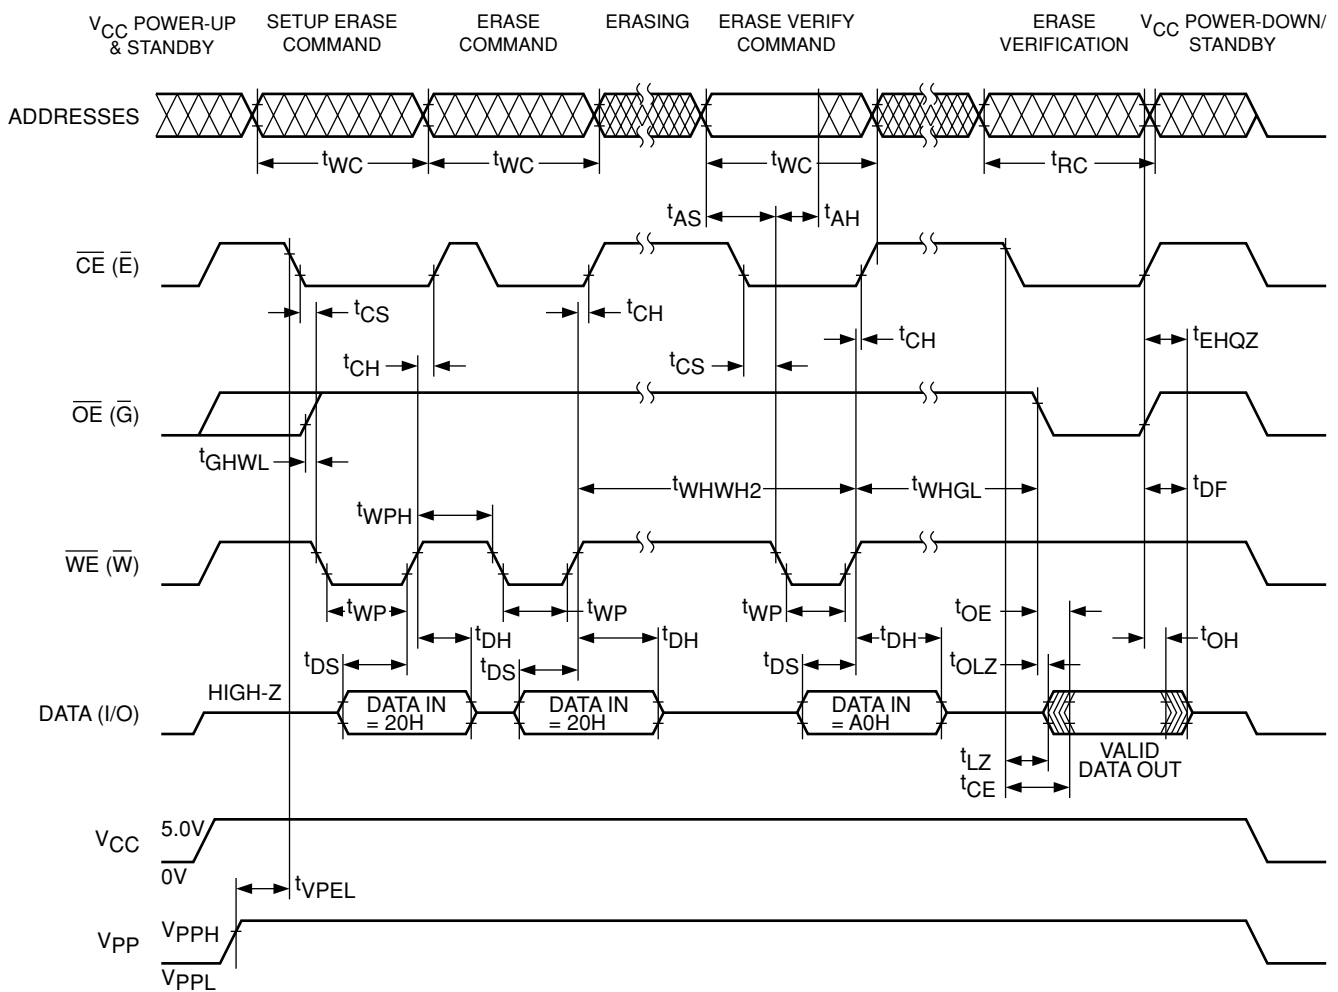 VCC POWER-UP
& STANDBY
SETUP ERASE
COMMAND
ERASE
COMMAND
ERASING
ERASE VERIFY
COMMAND
ERASE
VERIFICATION
VCC POWER-DOWN/
STANDBY
ADDRESSES
tWC
tWC
tWC
tRC
tAS
tAH
CE (E)
tCS
tCH
tCH
tCS
tCH
tEHQZ
OE (G)
tGHWL
tWPH
tWHWH2
tWHGL
tDF
WE (W)
tWP
tWP
tWP
tOE
tDH
tDH
tDH
tOH
tDS
tDS
tDS
tOLZ
HIGH-Z
DATA (I/O)
DATA IN
= 20H
DATA IN
= 20H
DATA IN
= A0H
VALID
DATA OUT
tLZ
tCE
VCC
5.0V
0V
tVPEL
VPP
VPPH
VPPL